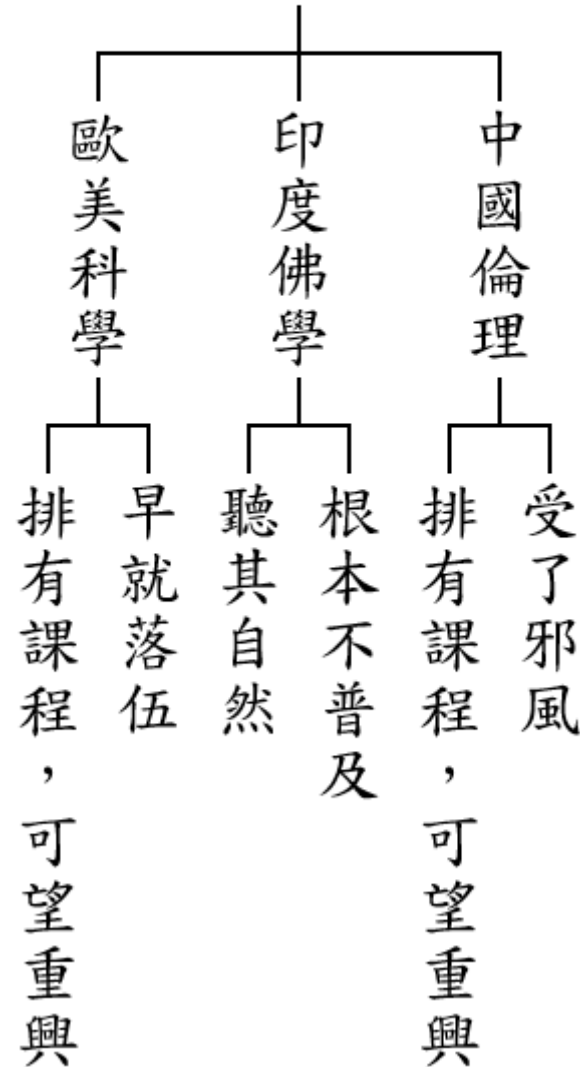 中國倫理
受了邪風
排有課程，可望重興
印度佛學
根本不普及
聽其自然
歐美科學
早就落伍
排有課程，可望重興